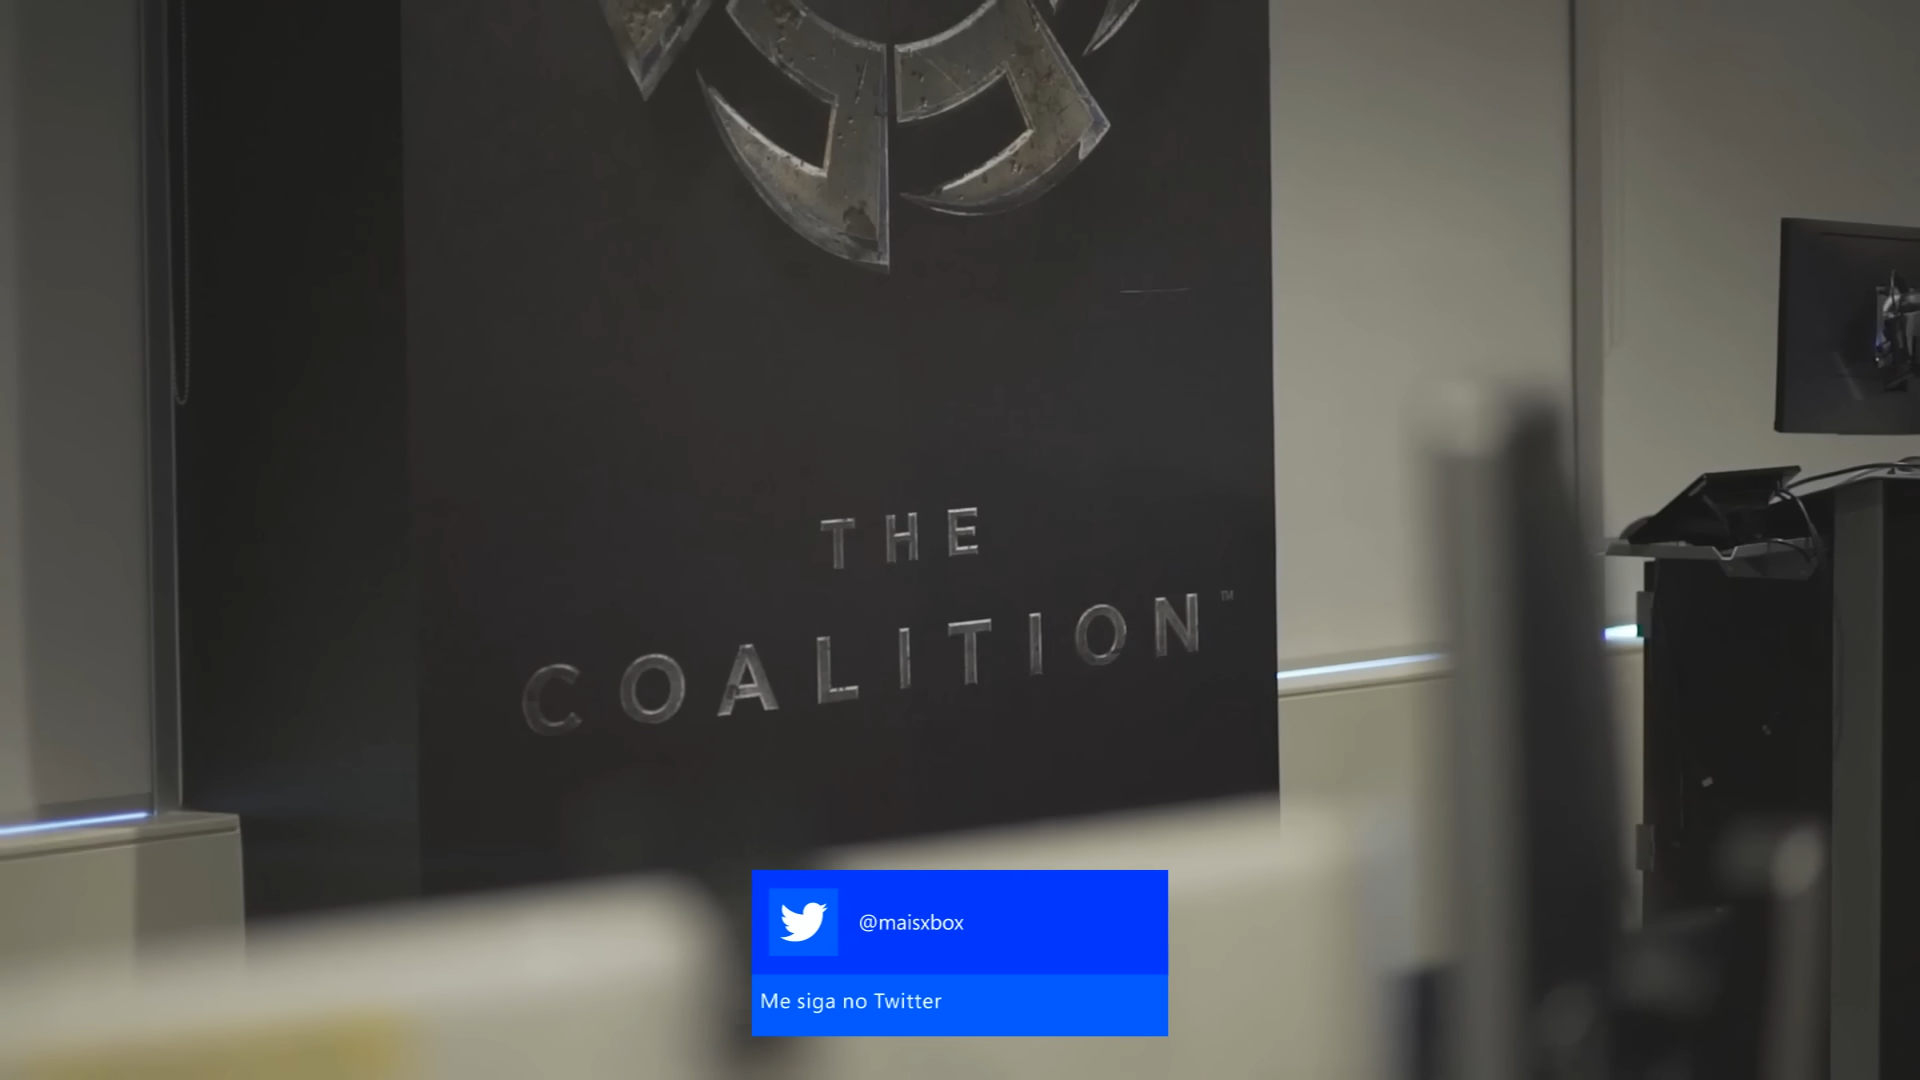 THE
COALITION™
@maisxbox
Me siga no Twitter